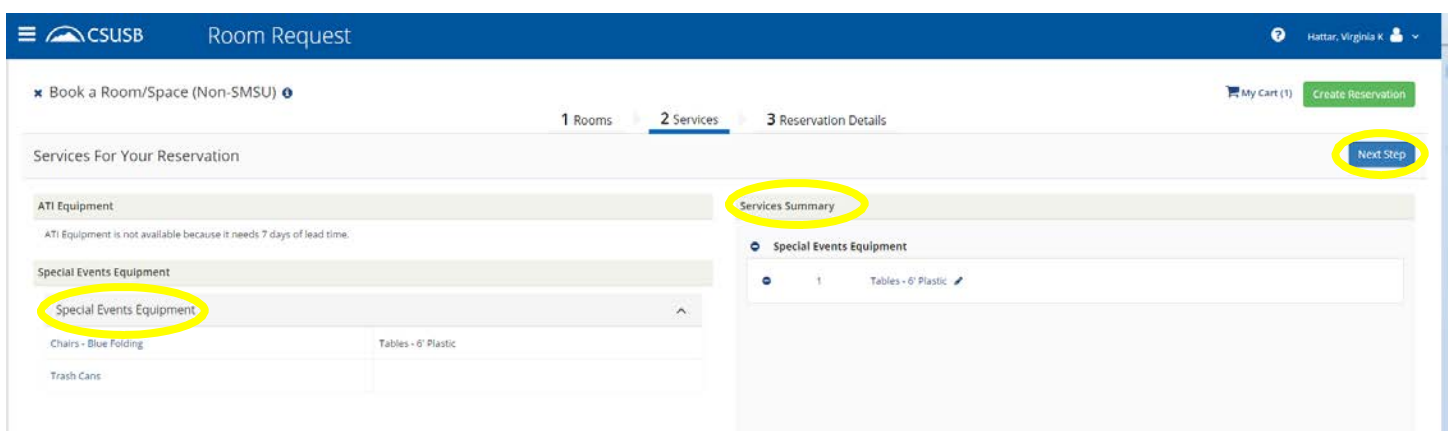 CSUSB Room Request Hattar, Virginia K
Book a Room/Space (Non-SMSU) My Cart (1) Create Reservation
1 Rooms 2 Services 3 Reservation Details
Services For Your Reservation Next Step
ATI Equipment
ATI Equipment is not available because it needs 7 days of lead time.
Special Events Equipment
Special Events Equipment
Chairs - Blue Folding Tables - 6' Plastic
Trash Cans
Services Summary
Special Events Equipment
1 Tables - 6' Plastic